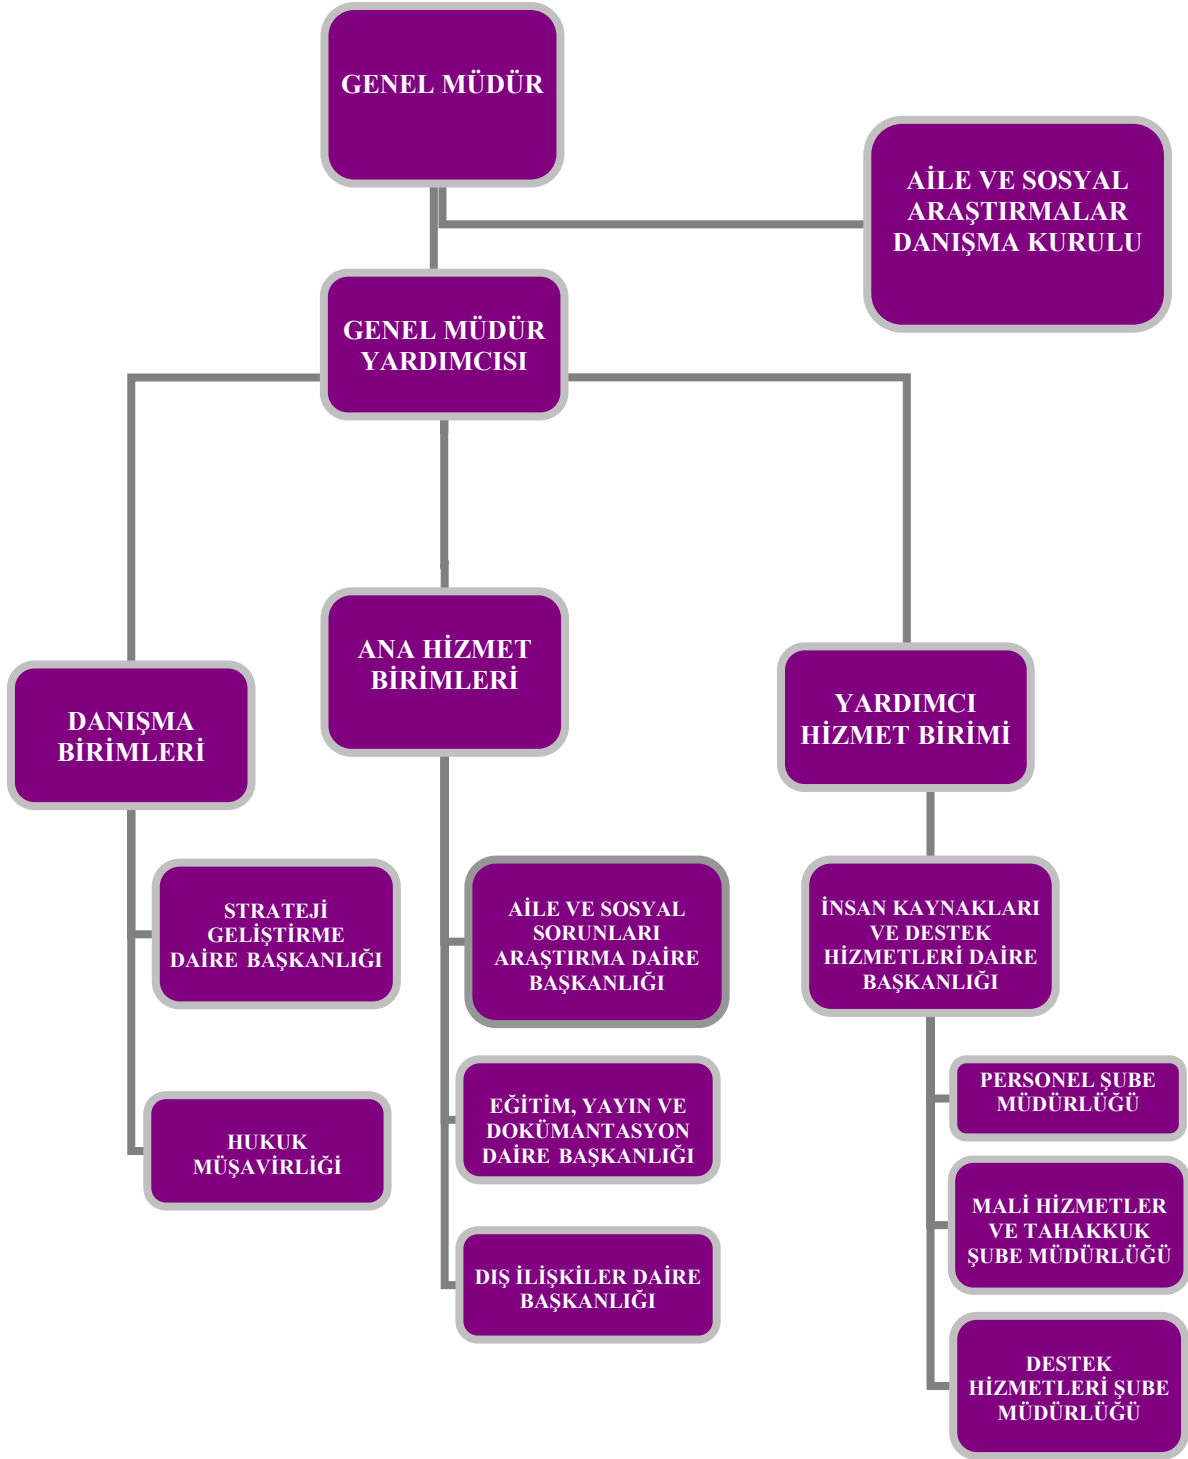 GENEL MÜDÜR
AİLE VE SOSYAL
ARAŞTIRMALAR
DANIŞMA KURULU
GENEL MÜDÜR
YARDIMCISI
ANA HİZMET
BİRİMLERİ
DANIŞMA
BİRİMLERİ
YARDIMCI
HİZMET BİRİMİ
STRATEJİ
GELİŞTİRME
DAİRE BAŞKANLIĞI
AİLE VE SOSYAL
SORUNLARI
ARAŞTIRMA DAİRE
BAŞKANLIĞI
İNSAN KAYNAKLARI
VE DESTEK
HİZMETLERİ DAİRE
BAŞKANLIĞI
HUKUK
MÜŞAVİRLİĞİ
EĞİTİM, YAYIN VE
DOKÜMANTASYON
DAİRE BAŞKANLIĞI
PERSONEL ŞUBE
MÜDÜRLÜĞÜ
MALİ HİZMETLER
VE TAHAKKUK
ŞUBE MÜDÜRLÜĞÜ
DIŞ İLİŞKİLER DAİRE
BAŞKANLIĞI
DESTEK
HİZMETLERİ ŞUBE
MÜDÜRLÜĞÜ